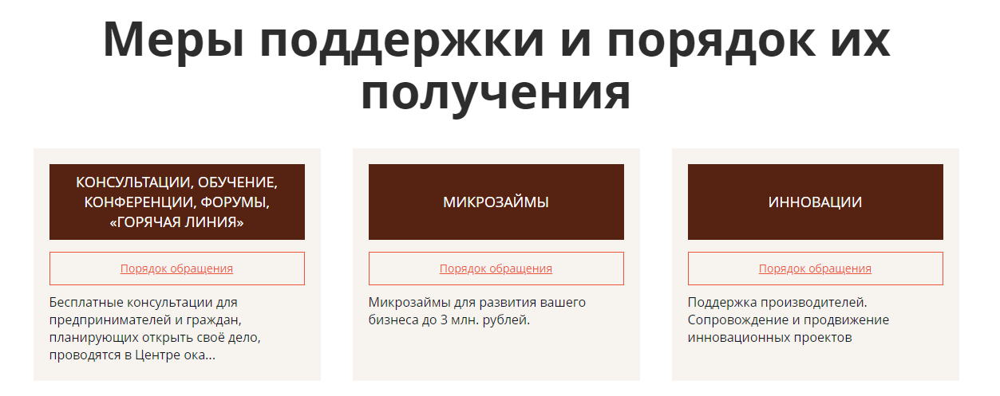 Меры поддержки и порядок их
получения
КОНСУЛЬТАЦИИ, ОБУЧЕНИЕ,
КОНФЕРЕНЦИИ, ФОРУМЫ,
«ГОРЯЧАЯ ЛИНИЯ»
Порядок обращения
Бесплатные консультации для
предпринимателей и граждан,
планирующих открыть своё дело,
проводятся в Центре ока...
МИКРОЗАЙМЫ
Порядок обращения
Микрозаймы для развития вашего
бизнеса до 3 млн. рублей.
ИННОВАЦИИ
Порядок обращения
Поддержка производителей.
Сопровождение и продвижение
инновационных проектов